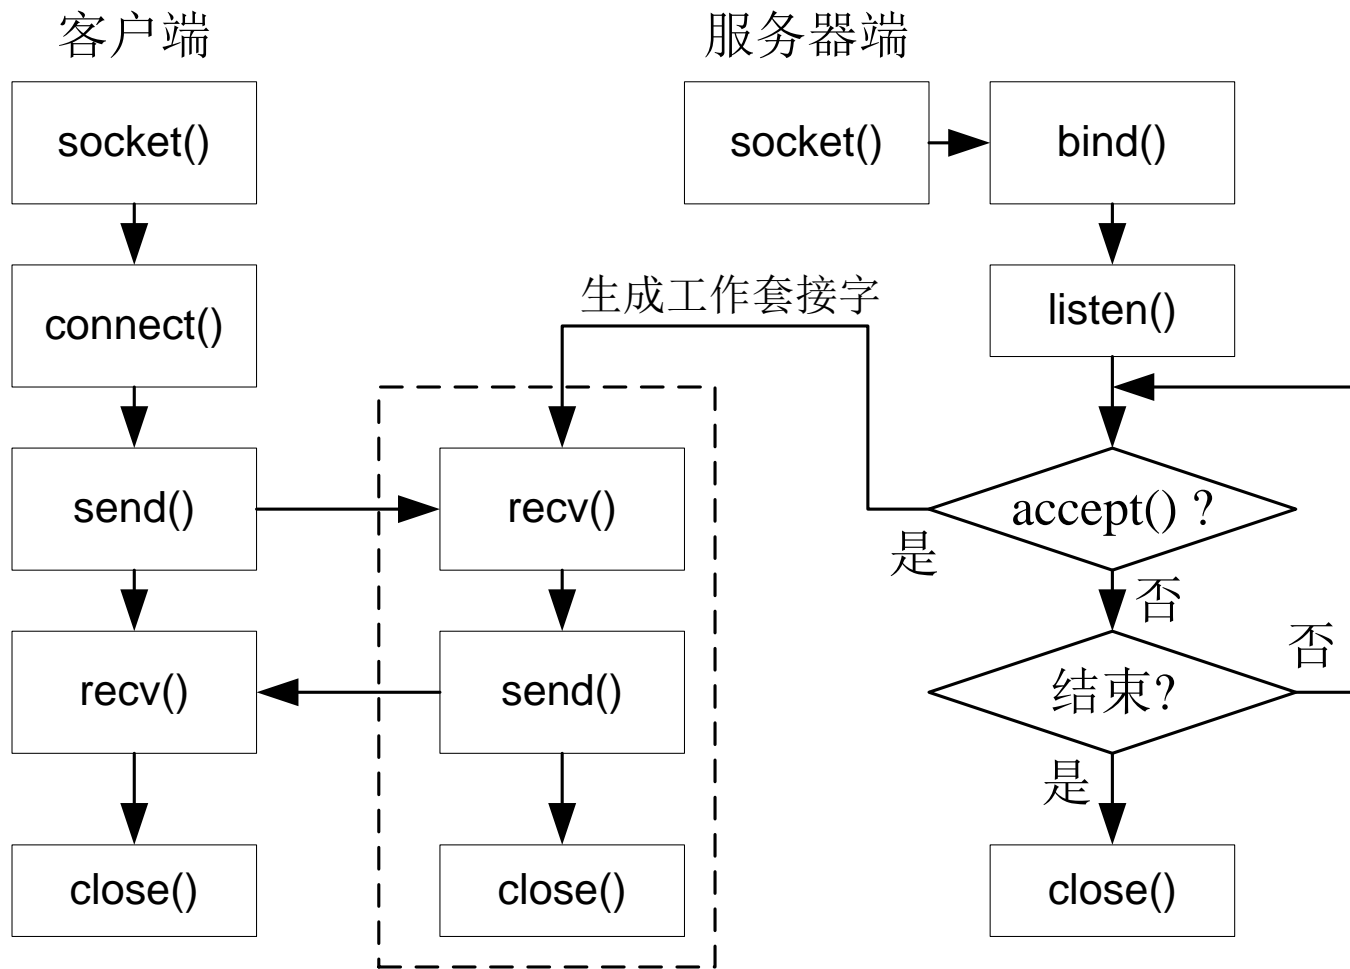 客户端
服务器端
socket()
socket()
bind()
connect()
生成工作套接字
listen()
send()
recv()
accept() ?
是
否
recv()
send()
结束?
否
是
close()
close()
close()